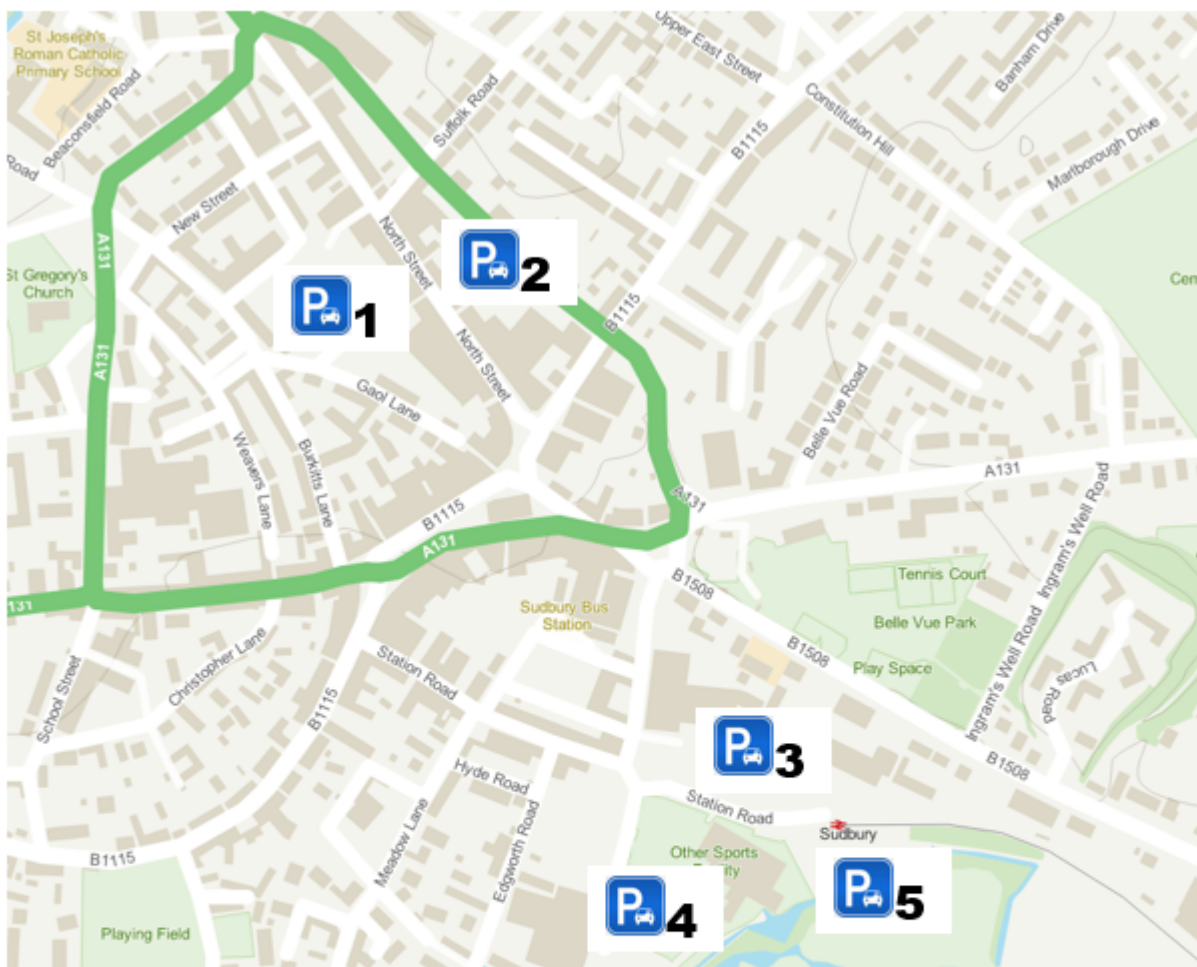 St Joseph's
Roman Catholic
Primary School
Beaconsfield Road
Road
Upper East Street
Banham Drive
Suffolk Road
B1115
Constitution Hill
Marlborough Drive
New Street
A131
North Street
P 2
St Gregory's
Church
P 1
B1115
Cen
A131
North Street
Gaol Lane
Belle Vue Road
Weavers Lane
Burkitts Lane
A131
A131
B1115
A131
Ingram's Well Road
Tennis Court
B1508
131
Sudbury Bus
Station
Belle Vue Park
Christopher Lane
Station Road
B1508
Play Space
Ingram's Well Road
Lucas Road
School Street
B1115
P 3
B1508
Hyde Road
Station Road
Sudbury
Meadow Lane
Edgworth Road
B1115
Other Sports
P 4
P 5
Playing Field